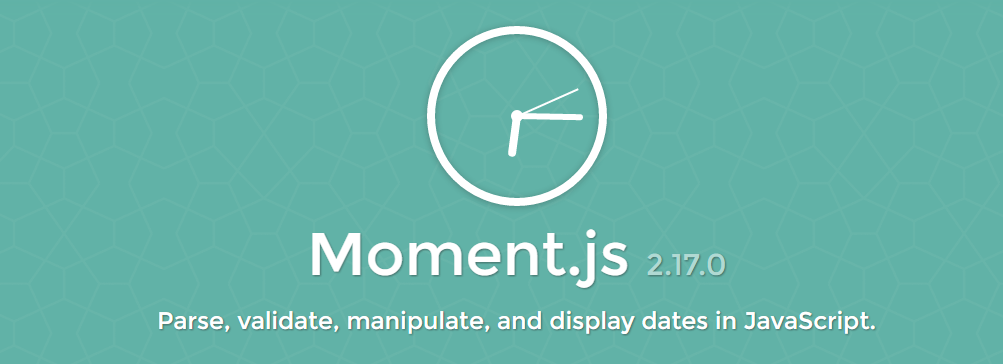 Moment.js 2.17.0
Parse, validate, manipulate, and display dates in JavaScript.